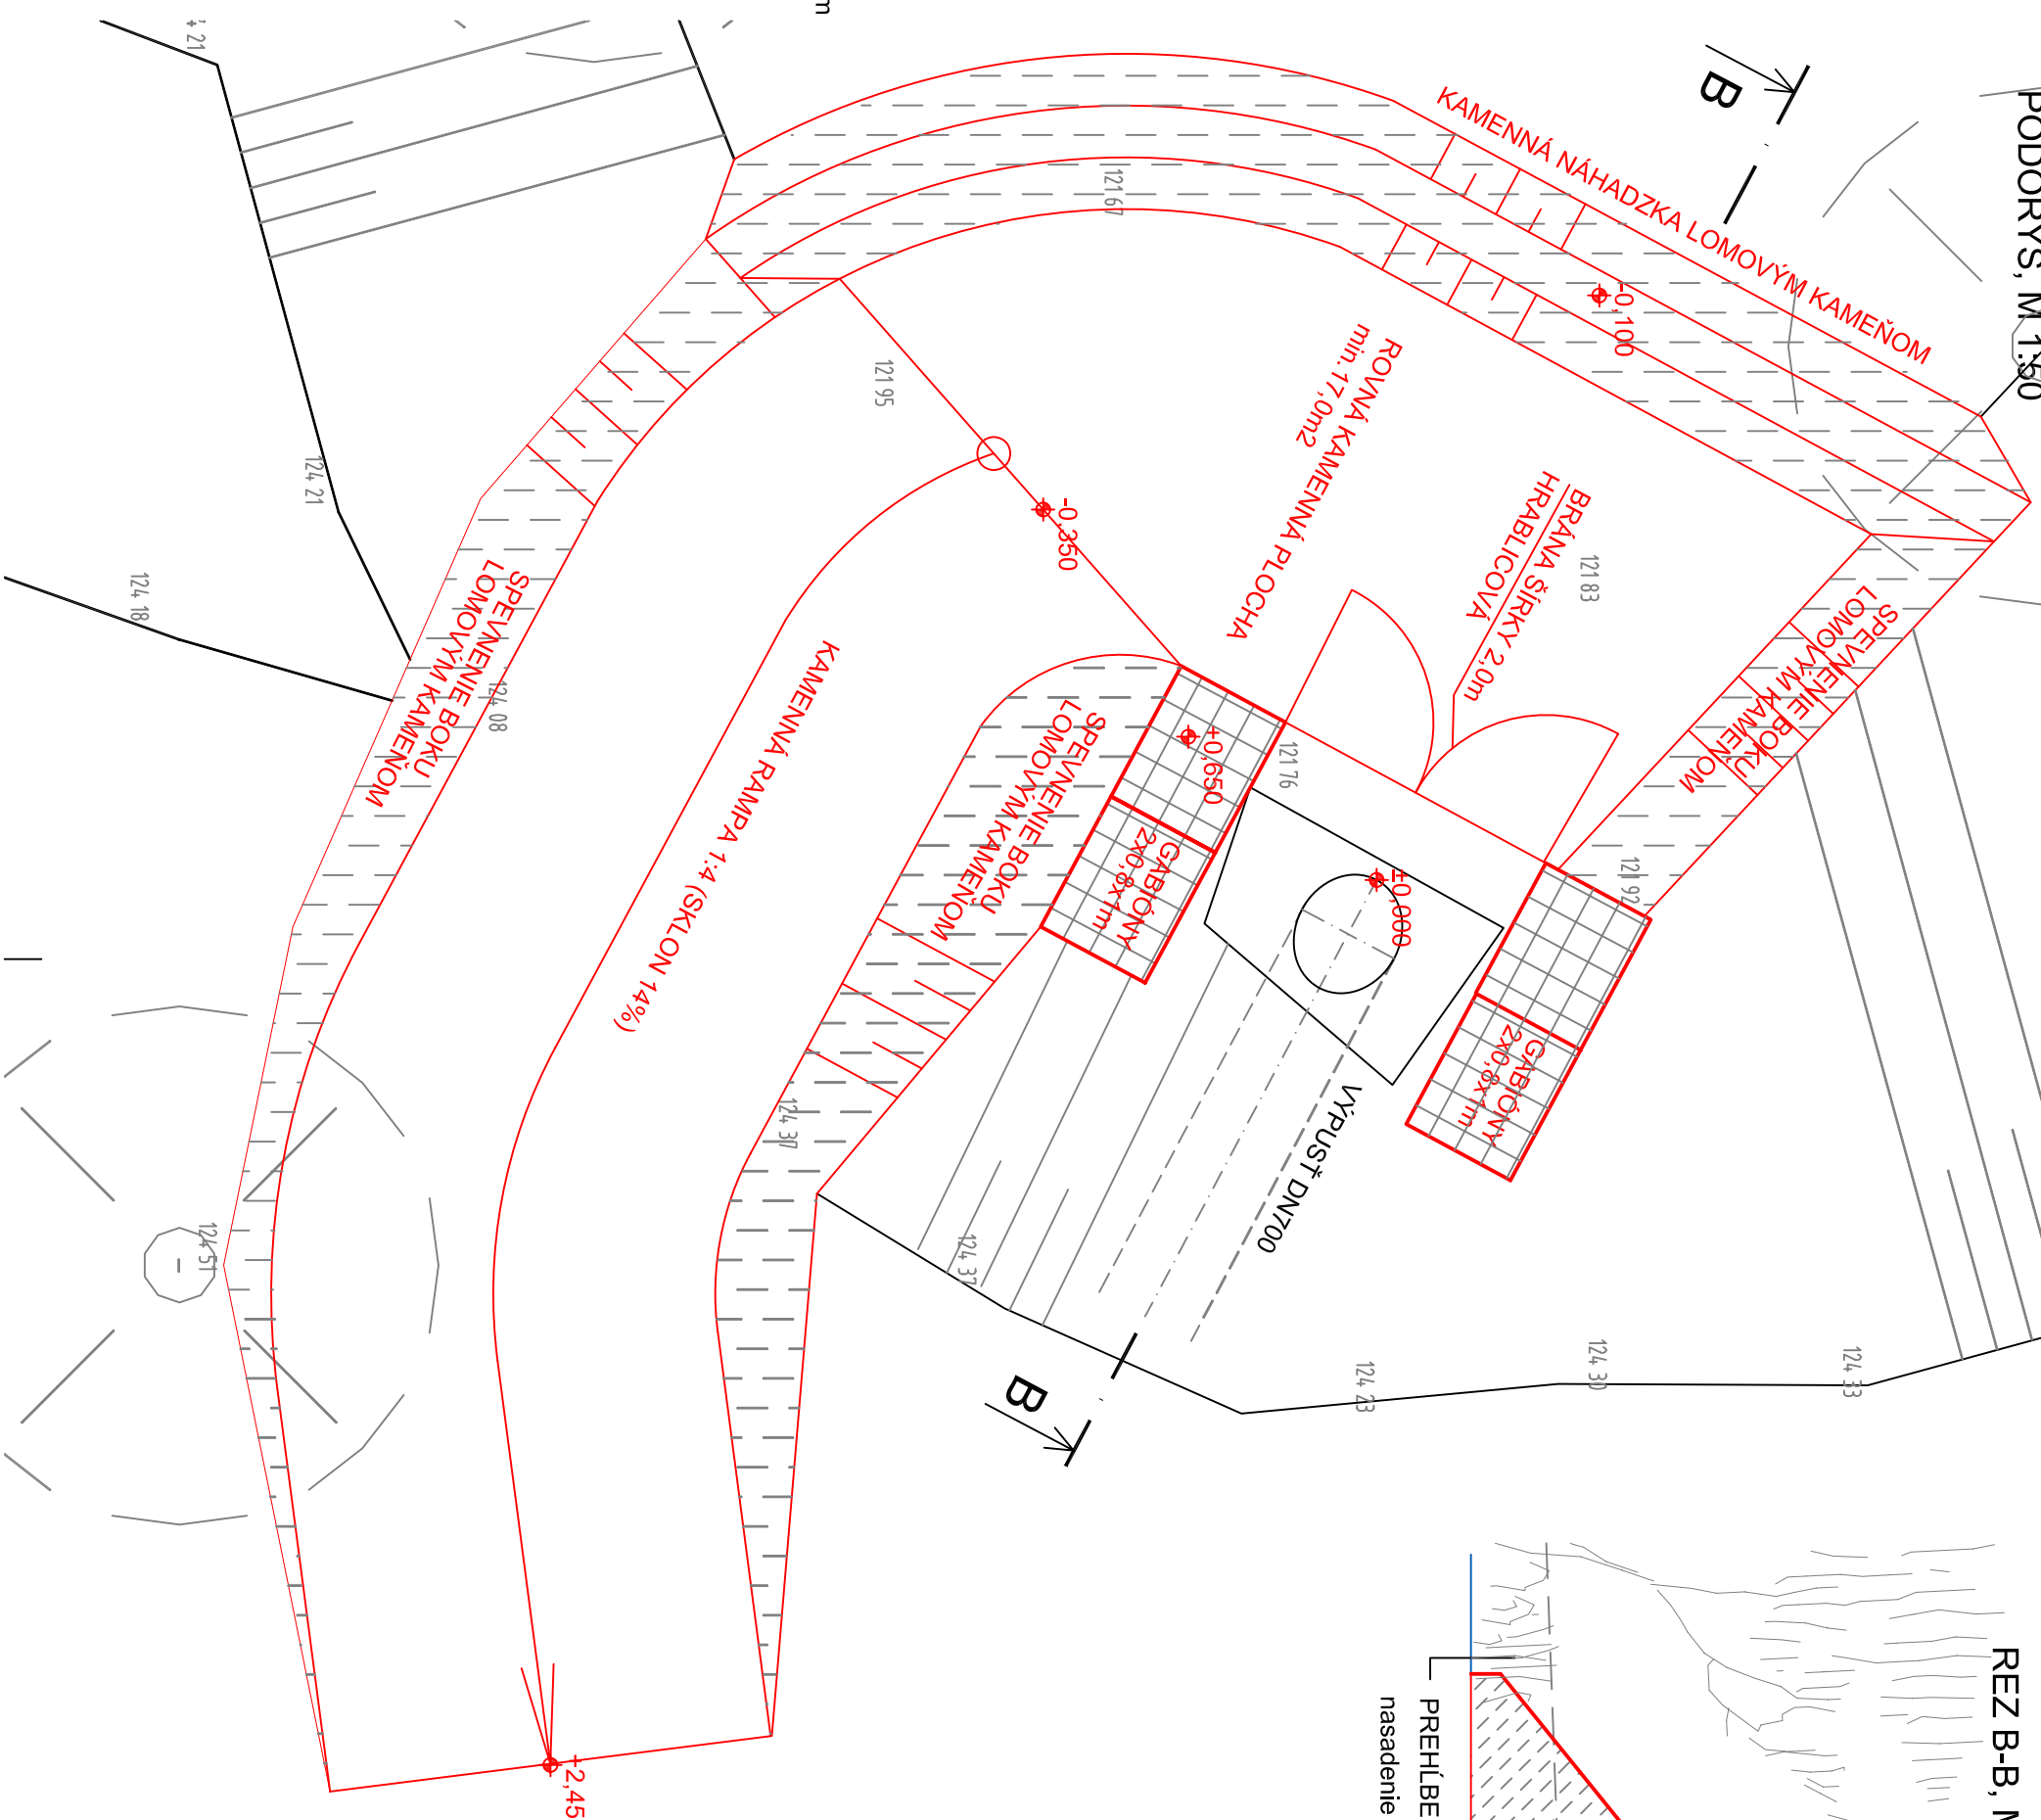 PÔDORYS, M 1:50
m
B
KAMENNÁ NÁHADZKA LOMOVÝM KAMEŇOM
-0,100
ROVNÁ KAMENNÁ PLOCHA
min.17,0m2
BRÁNA ŠÍRKY 2,0m
HRABLICOVÁ
-0,350
SPEVNENIE BOKU
LOMOVÝM KAMEŇOM
SPEVNENIE BOKU
LOMOVÝM KAMEŇOM
KAMENNÁ RAMPA 1:4 (SKLON 14%)
SPEVNENIE BOKU
LOMOVÝM KAMEŇOM
+0,650
GABIÓNY
2x0,8x1m
±0,000
GABIÓNY
2x0,8x1m
VÝPUSŤ DN700
B
+2,45
121 67
121 95
121 83
121 76
121 92
124 21
124 18
124 08
124 37
124 37
124 51
124 23
124 30
124 33
REZ B-B,
PREHĹBE
nasadenie